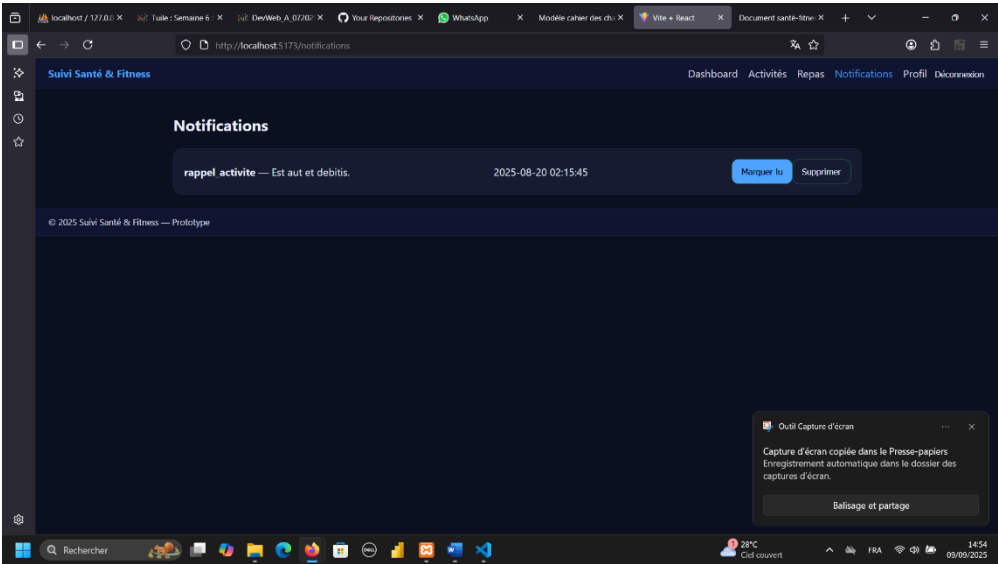 localhost / 127.0.0
Tuile : Semaine 6 :
DevWeb_A_07202
Your Repositories
WhatsApp
Modèle cahier des cha
Vite + React
Document santé-fitnes
http://localhost:5173/notifications
Suivi Santé & Fitness
Dashboard Activités Repas Notifications Profil Déconnexion
Notifications
rappel_activite — Est aut et debitis.
2025-08-20 02:15:45
Marquer lu
Supprimer
© 2025 Suivi Santé & Fitness — Prototype
Outil Capture d'écran
Capture d'écran copiée dans le Presse-papiers
Enregistrement automatique dans le dossier des
captures d'écran.
Balisage et partage
Rechercher
DELL
1
28°C
Ciel couvert
FRA
14:54
09/09/2025